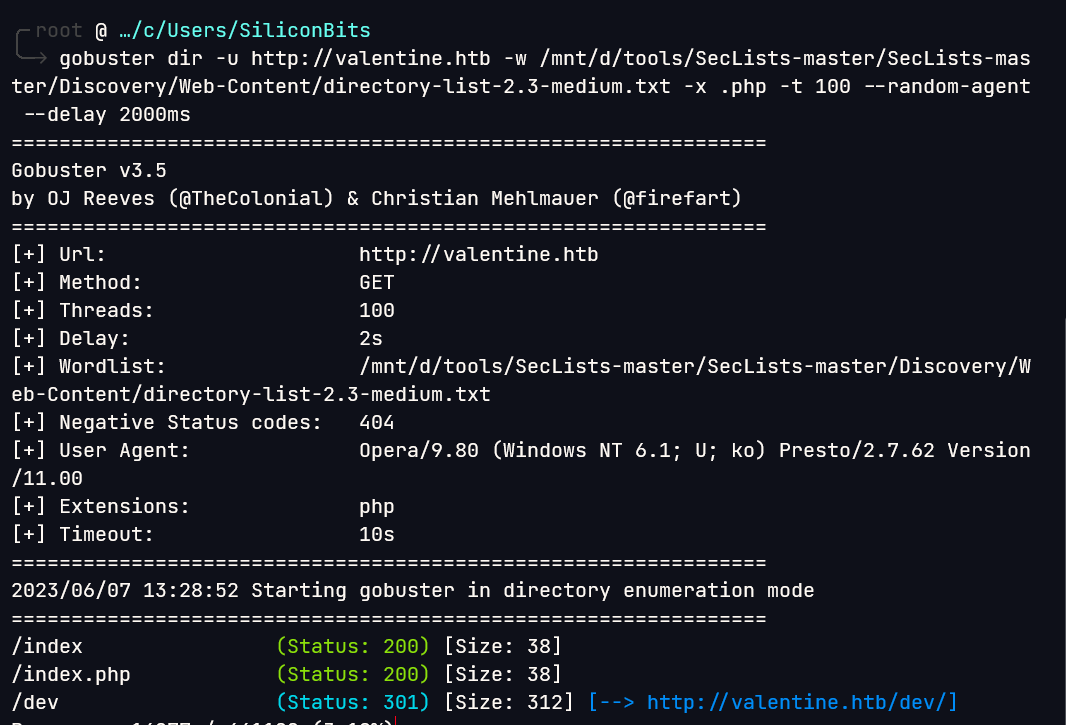 root @ …/c/Users/SiliconBits
gobuster dir -u http://valentine.htb -w /mnt/d/tools/SecLists-master/SecLists-mas
ter/Discovery/Web-Content/directory-list-2.3-medium.txt -x .php -t 100 --random-agent
--delay 2000ms
===============================================================
Gobuster v3.5
by OJ Reeves (@TheColonial) & Christian Mehlmauer (@firefart)
===============================================================
[+] Url:                     http://valentine.htb
[+] Method:                  GET
[+] Threads:                 100
[+] Delay:                   2s
[+] Wordlist:                /mnt/d/tools/SecLists-master/SecLists-master/Discovery/W
eb-Content/directory-list-2.3-medium.txt
[+] Negative Status codes:   404
[+] User Agent:              Opera/9.80 (Windows NT 6.1; U; ko) Presto/2.7.62 Version
/11.00
[+] Extensions:              php
[+] Timeout:                 10s
===============================================================
2023/06/07 13:28:52 Starting gobuster in directory enumeration mode
===============================================================
/index                (Status: 200) [Size: 38]
/index.php            (Status: 200) [Size: 38]
/dev                  (Status: 301) [Size: 312] [--> http://valentine.htb/dev/]